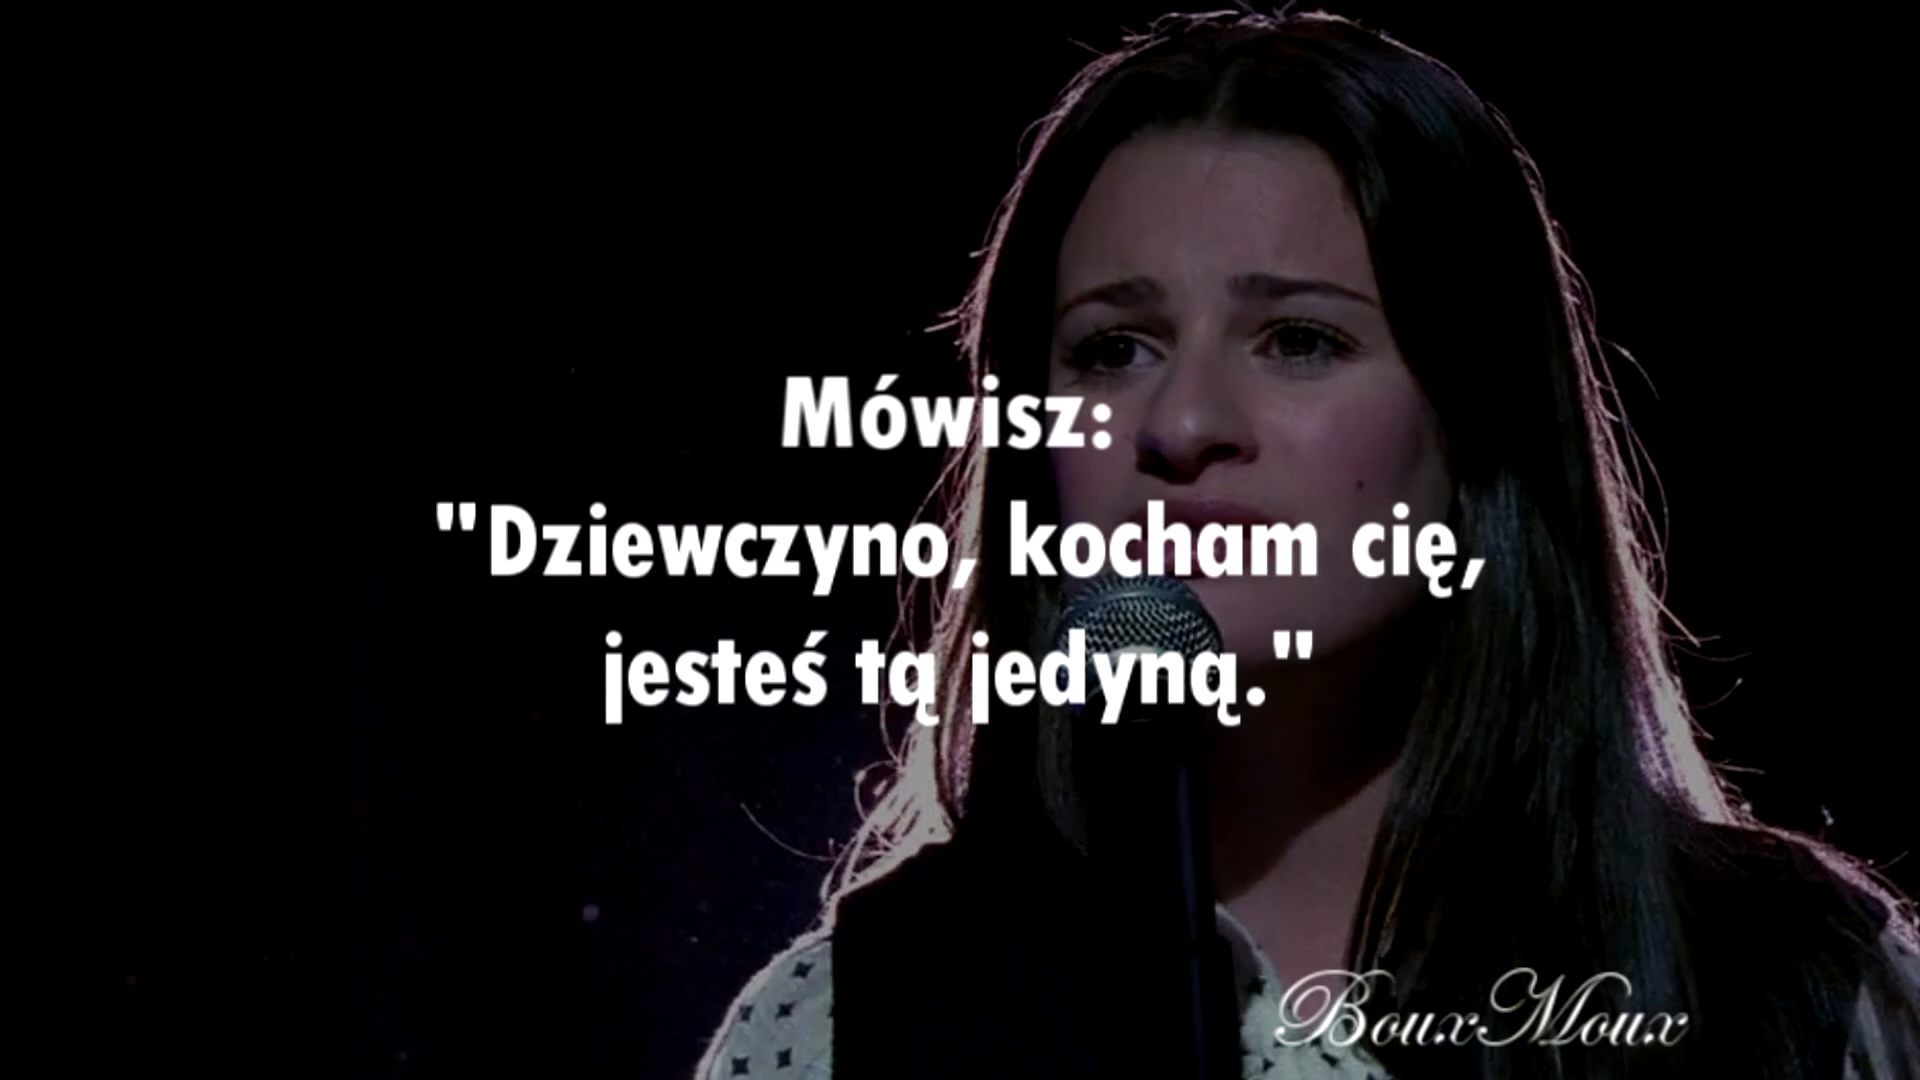 Mówisz:
"Dziewczyno, kocham cię,
jesteś tą jedyną."
BouxMoux